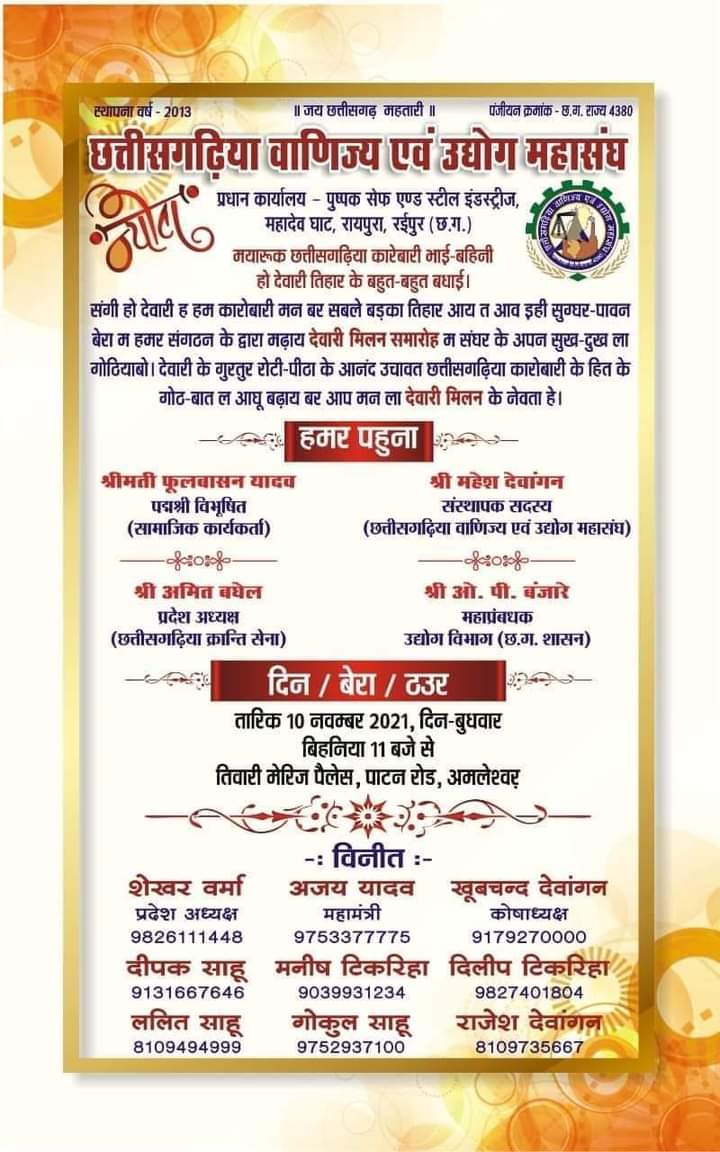 स्थापना वर्ष - 2013
॥ जय छत्तीसगढ़ महतारी ॥
पंजीयन क्रमांक - छ.ग. राज्य 4380
छत्तीसगढ़िया वाणिज्य एवं उद्योग महासंघ
न्योता
प्रधान कार्यालय – पुष्पक सेफ एण्ड स्टील इंडस्ट्रीज,
महादेव घाट, रायपुरा, रईपुर (छ.ग.)
मयारूक छत्तीसगढ़िया कारेबारी भाई-बहिनी
हो देवारी तिहार के बहुत-बहुत बधाई।
संगी हो देवारी ह हम कारोबारी मन बर सबले बड़का तिहार आय त आव इही सुग्घर-पावन
बेरा म हमर संगठन के द्वारा मढ़ाय देवारी मिलन समारोह म संघर के अपन सुख-दुख ला
गोठियाबो। देवारी के गुरतुर रोटी-पीठा के आनंद उचावत छत्तीसगढ़िया कारोबारी के हित के
गोठ-बात ल आघू बढ़ाय बर आप मन ला देवारी मिलन के नेवता हे।
हमर पहुना
श्रीमती फूलबासन यादव
पद्मश्री विभूषित
(सामाजिक कार्यकर्ता)
श्री महेश देवांगन
संस्थापक सदस्य
(छत्तीसगढ़िया वाणिज्य एवं उद्योग महासंघ)
श्री अमित बघेल
प्रदेश अध्यक्ष
(छत्तीसगढ़िया क्रान्ति सेना)
श्री ओ. पी. बंजारे
महाप्रंबधक
उद्योग विभाग (छ.ग. शासन)
दिन / बेरा / ठउर
तारिक 10 नवम्बर 2021, दिन-बुधवार
बिहनिया 11 बजे से
तिवारी मेरिज पैलेस, पाटन रोड, अमलेश्वर
-: विनीत :-
शेखर वर्मा
प्रदेश अध्यक्ष
9826111448
अजय यादव
महामंत्री
9753377775
खूबचन्द देवांगन
कोषाध्यक्ष
9179270000
दीपक साहू
9131667646
मनीष टिकरिहा
9039931234
दिलीप टिकरिहा
9827401804
ललित साहू
8109494999
गोकुल साहू
9752937100
राजेश देवांगन
8109735667